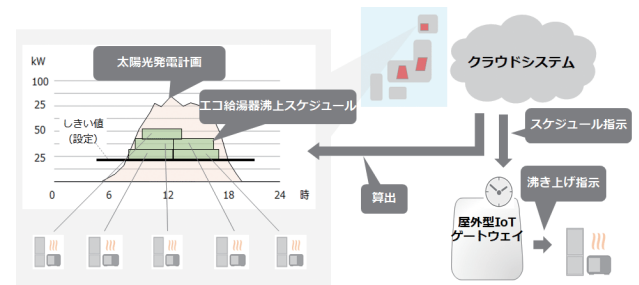 kW
太陽光発電計画
100
25
エコ給湯器沸上スケジュール
しきい値
（設定）
50
25
0
6
12
18
24
時
クラウドシステム
スケジュール指示
算出
沸き上げ指示
屋外型IoT
ゲートウェイ